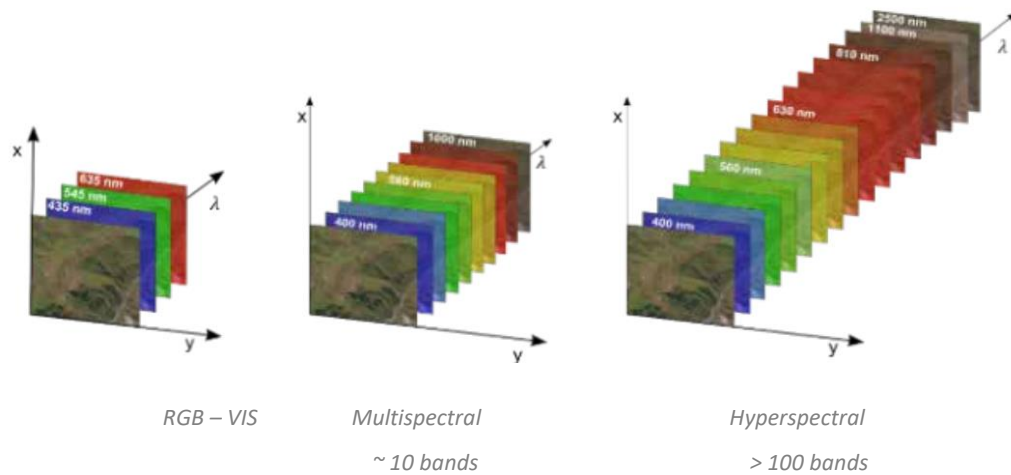 x
635 nm
545 nm
435 nm
λ
y
x
1000 nm
560 nm
400 nm
λ
y
x
2500 nm
1100 nm
810 nm
630 nm
560 nm
400 nm
λ
y
RGB – VIS
Multispectral
Hyperspectral
~ 10 bands
> 100 bands